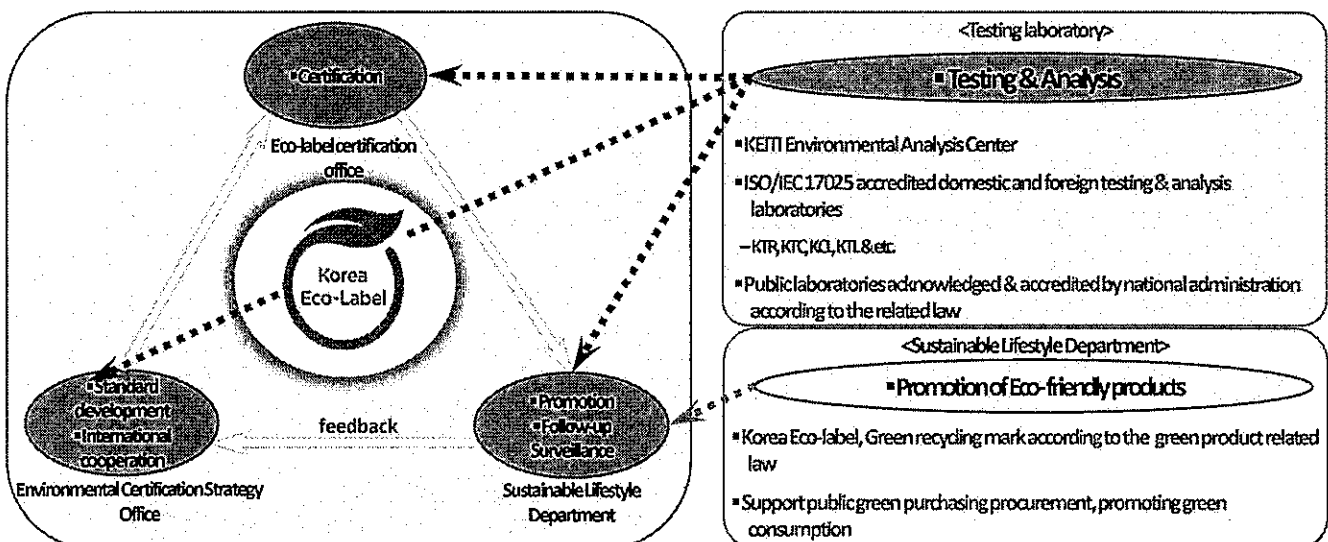 ▪Certification
Eco-label certification
office
Korea
Eco-Label
▪Standard
development
▪International
cooperation
Environmental Certification Strategy
Office
feedback
▪Promotion
▪Follow-up
Surveillance
Sustainable Lifestyle
Department
<Testing laboratory>
▪Testing & Analysis
▪KEITI Environmental Analysis Center
▪ISO/IEC 17025 accredited domestic and foreign testing & analysis
laboratories
–KTR, KTC, KCL, KTL & etc.
▪Public laboratories acknowledged & accredited by national administration
according to the related law
<Sustainable Lifestyle Department>
▪Promotion of Eco-friendly products
▪Korea Eco-label, Green recycling mark according to the green product related
law
▪Support public green purchasing procurement, promoting green
consumption